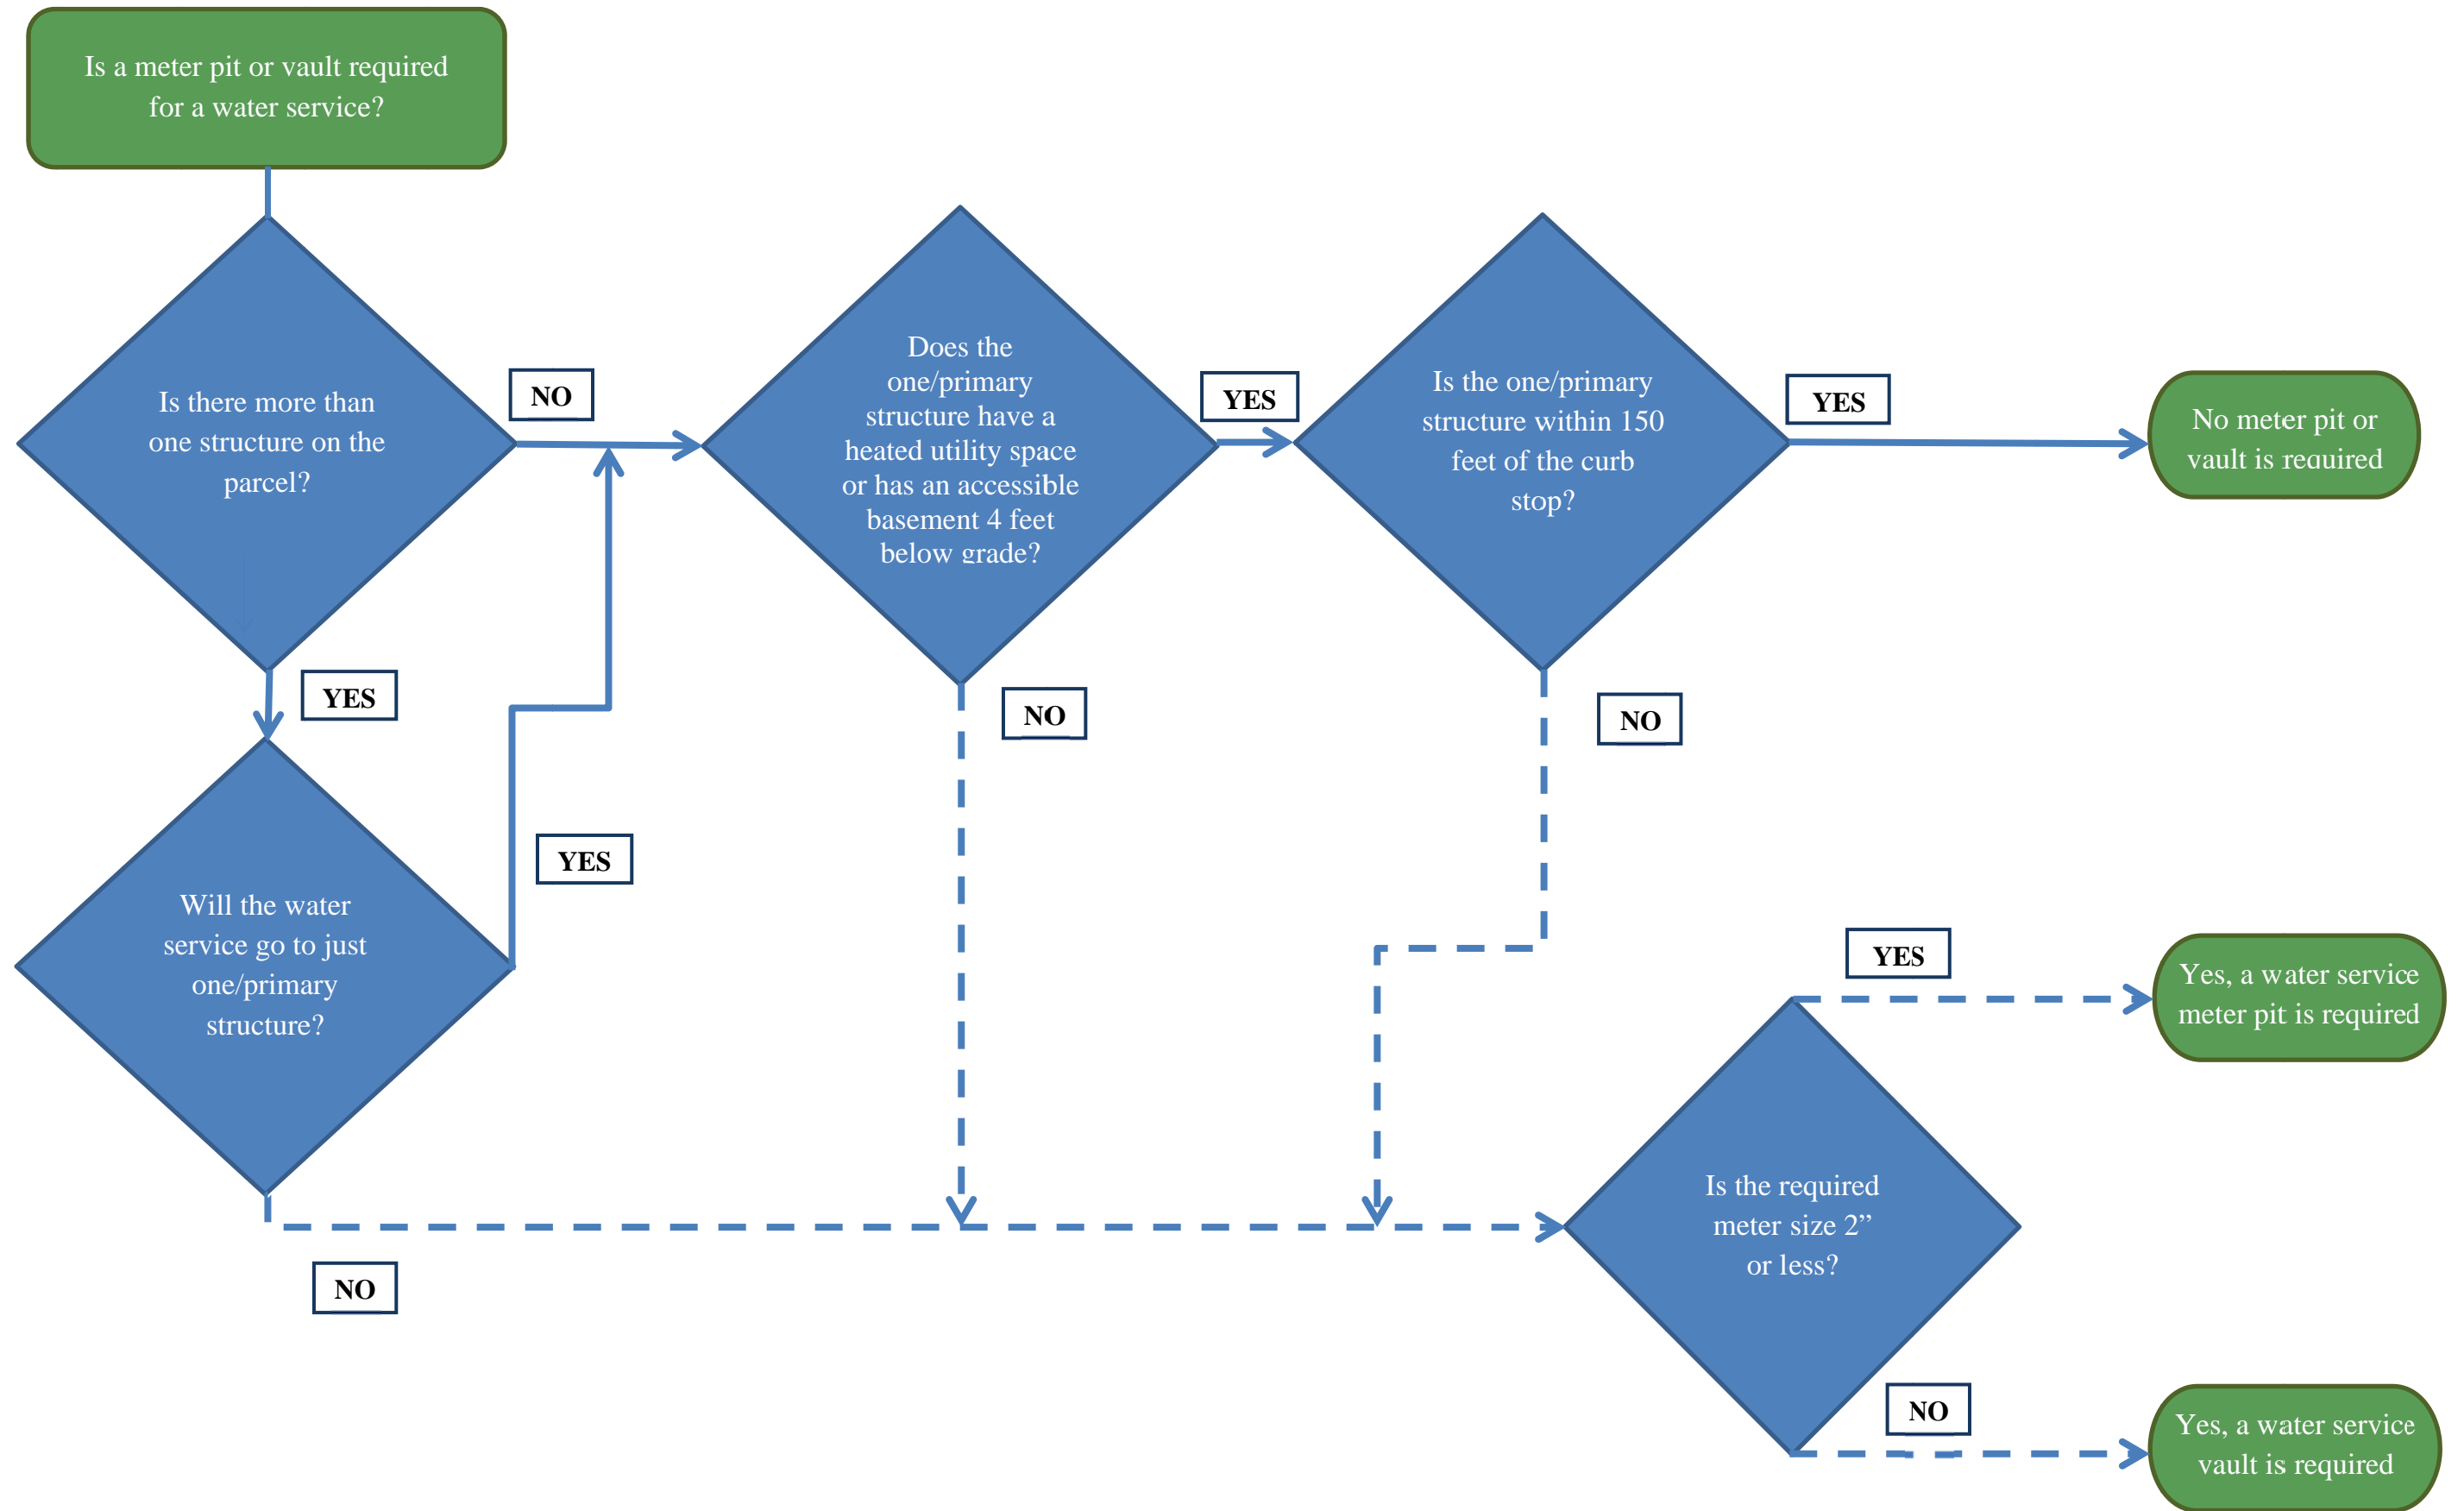 Is a meter pit or vault required
for a water service?
Is there more than
one structure on the
parcel?
NO
Does the
one/primary
structure have a
heated utility space
or has an accessible
basement 4 feet
below grade?
YES
Is the one/primary
structure within 150
feet of the curb
stop?
YES
No meter pit or
vault is required
YES
NO
NO
YES
Will the water
service go to just
one/primary
structure?
NO
Is the required
meter size 2”
or less?
YES
Yes, a water service
meter pit is required
NO
Yes, a water service
vault is required